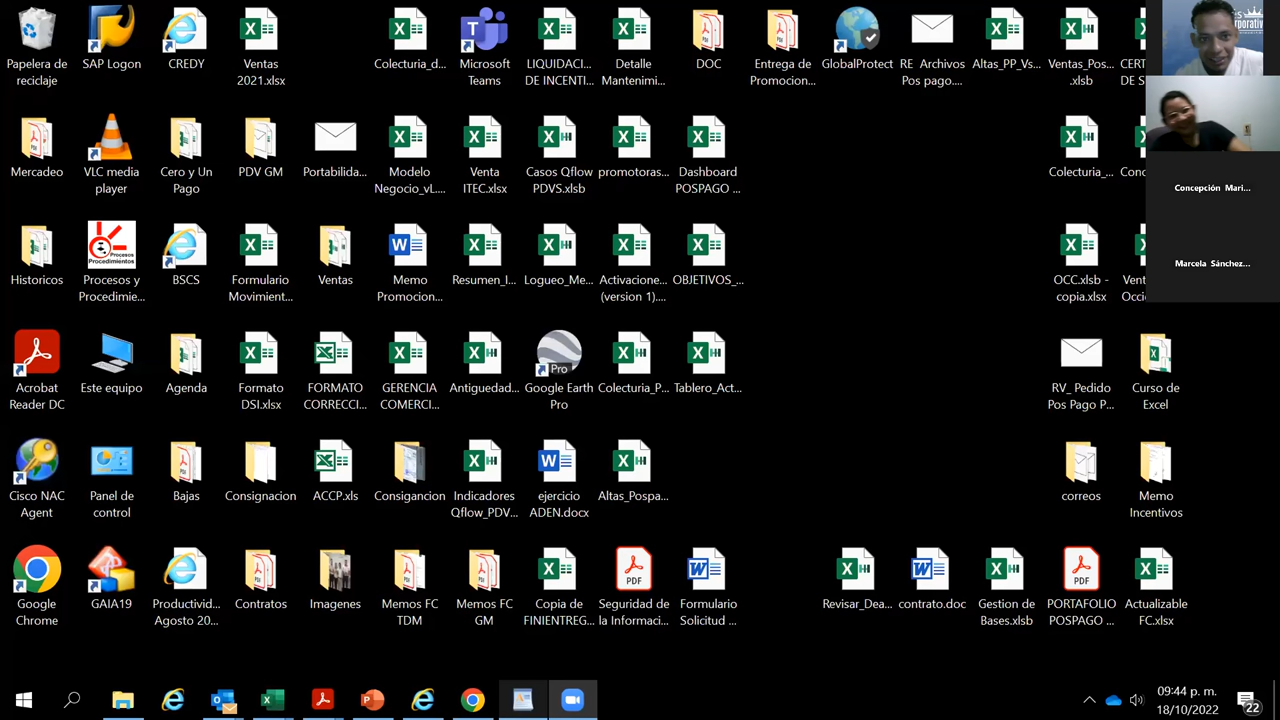 Papelera de
reciclaje
SAP Logon
CREDY
Ventas
2021.xlsx
Colecturia_d...
Microsoft
Teams
LIQUIDACI...
DE INCENTI...
Detalle
Mantenimi...
DOC
Entrega de
Promocion...
GlobalProtect
RE_ Archivos
Pos pago....
Altas_PP_Vs...
Ventas_Pos...
.xlsb
CERT
DE S
Mercadeo
VLC media
player
Cero y Un
Pago
PDV GM
Portabilida...
Modelo
Negocio_vL...
Venta
ITEC.xlsx
Casos Qflow
PDVS.xlsb
promotoras...
Dashboard
POSPAGO ...
Colecturia_...
Concepción Mari...
Historicos
Procesos
Procedimientos
Procesos y
Procedimie...
BSCS
Formulario
Movimient...
Ventas
Memo
Promocion...
Resumen_I...
Logueo_Me...
Activacione...
(version 1)....
OBJETIVOS_...
OCC.xlsb -
copia.xlsx
Vent
Occi
Marcela Sánchez...
Acrobat
Reader DC
Este equipo
Agenda
Formato
DSI.xlsx
FORMATO
CORRECCI...
GERENCIA
COMERCI...
Antiguedad...
Pro
Google Earth
Pro
Colecturia_P...
Tablero_Act...
RV_ Pedido
Pos Pago P...
Curso de
Excel
Cisco NAC
Agent
Panel de
control
Bajas
Consignacion
ACCP.xls
Consigancion
Indicadores
Qflow_PDV...
ejercicio
ADEN.docx
Altas_Pospa...
correos
Memo
Incentivos
Google
Chrome
GAIA19
Productivid...
Agosto 20...
Contratos
Imagenes
Memos FC
TDM
Memos FC
GM
Copia de
FINIENTREG...
PDF
Seguridad de
la Informaci...
Formulario
Solicitud ...
Revisar_Dea...
contrato.doc
Gestion de
Bases.xlsb
PDF
PORTAFOLIO
POSPAGO ...
Actualizable
FC.xlsx
09:44 p. m.
18/10/2022
22